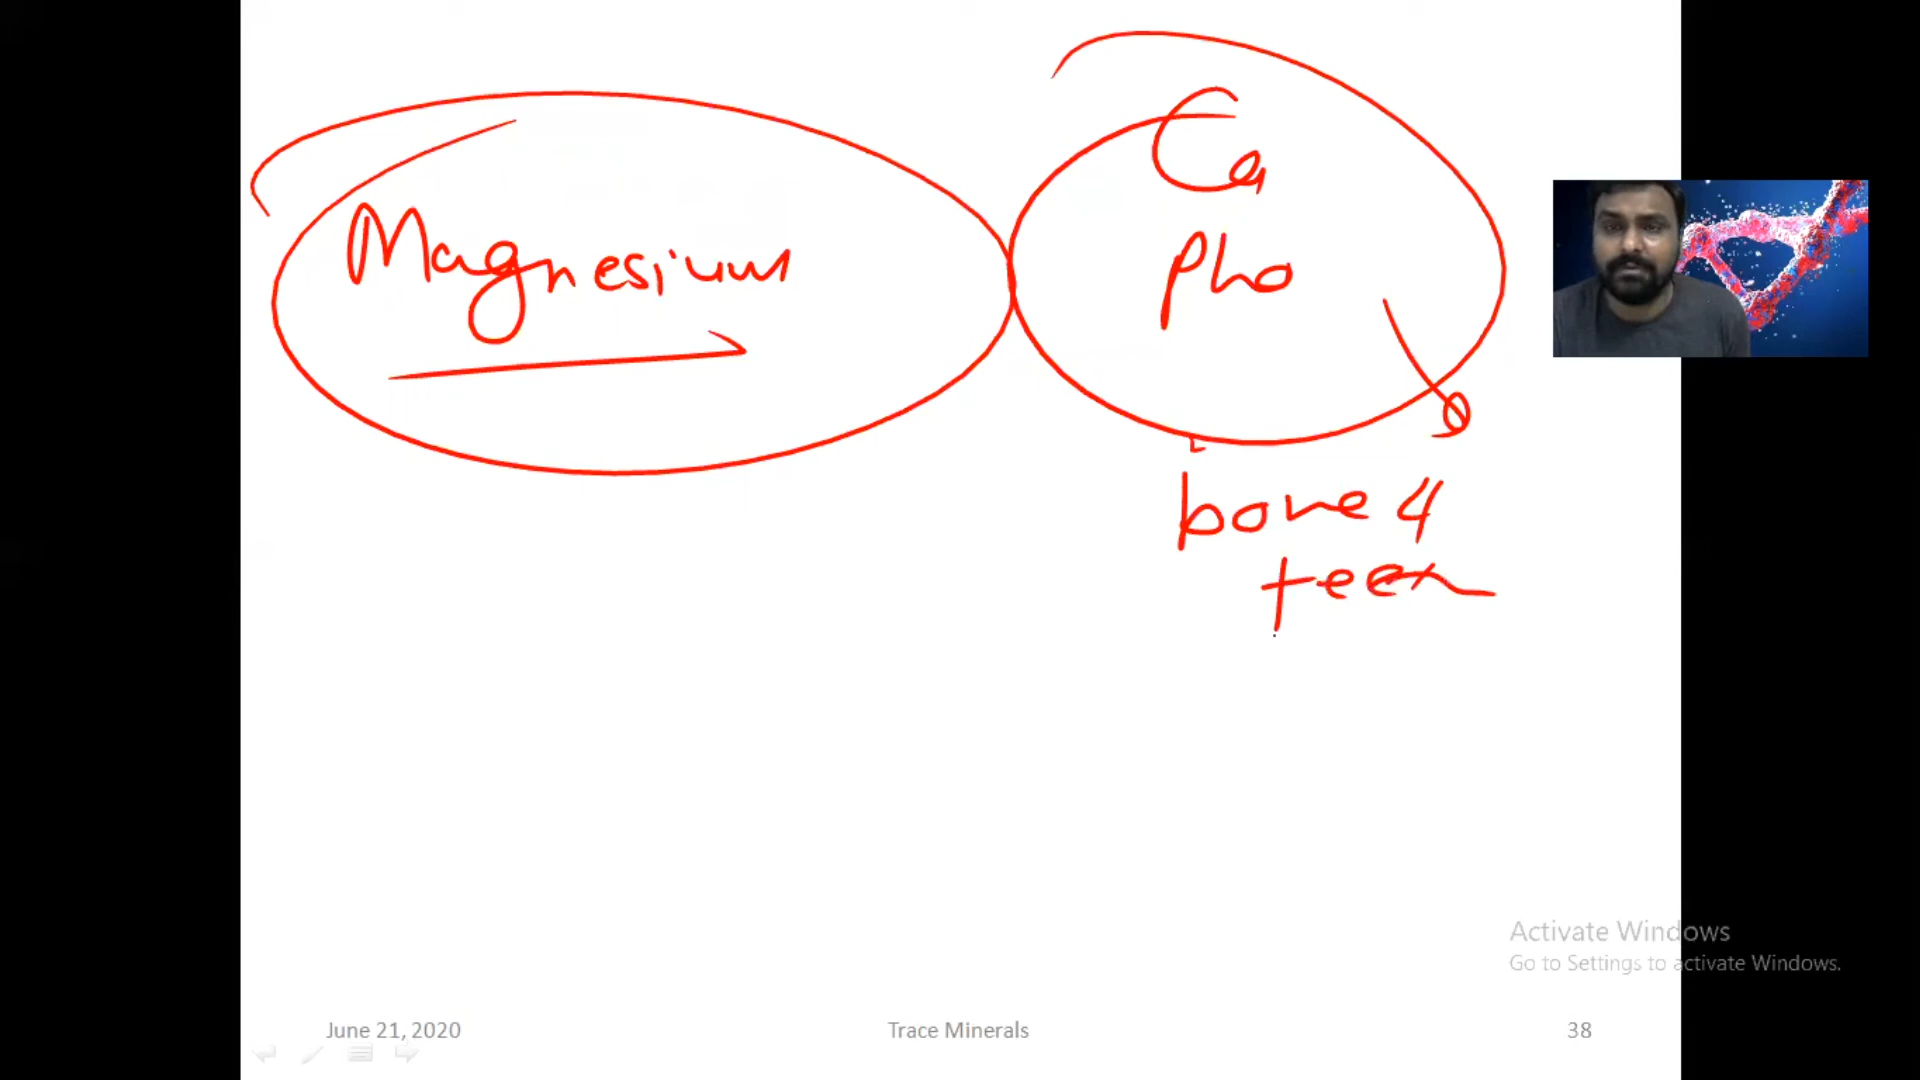 Magnesium
Ca
Pho
bone &
teeth
Activate Windows
Go to Settings to activate Windows.
June 21, 2020
Trace Minerals
38